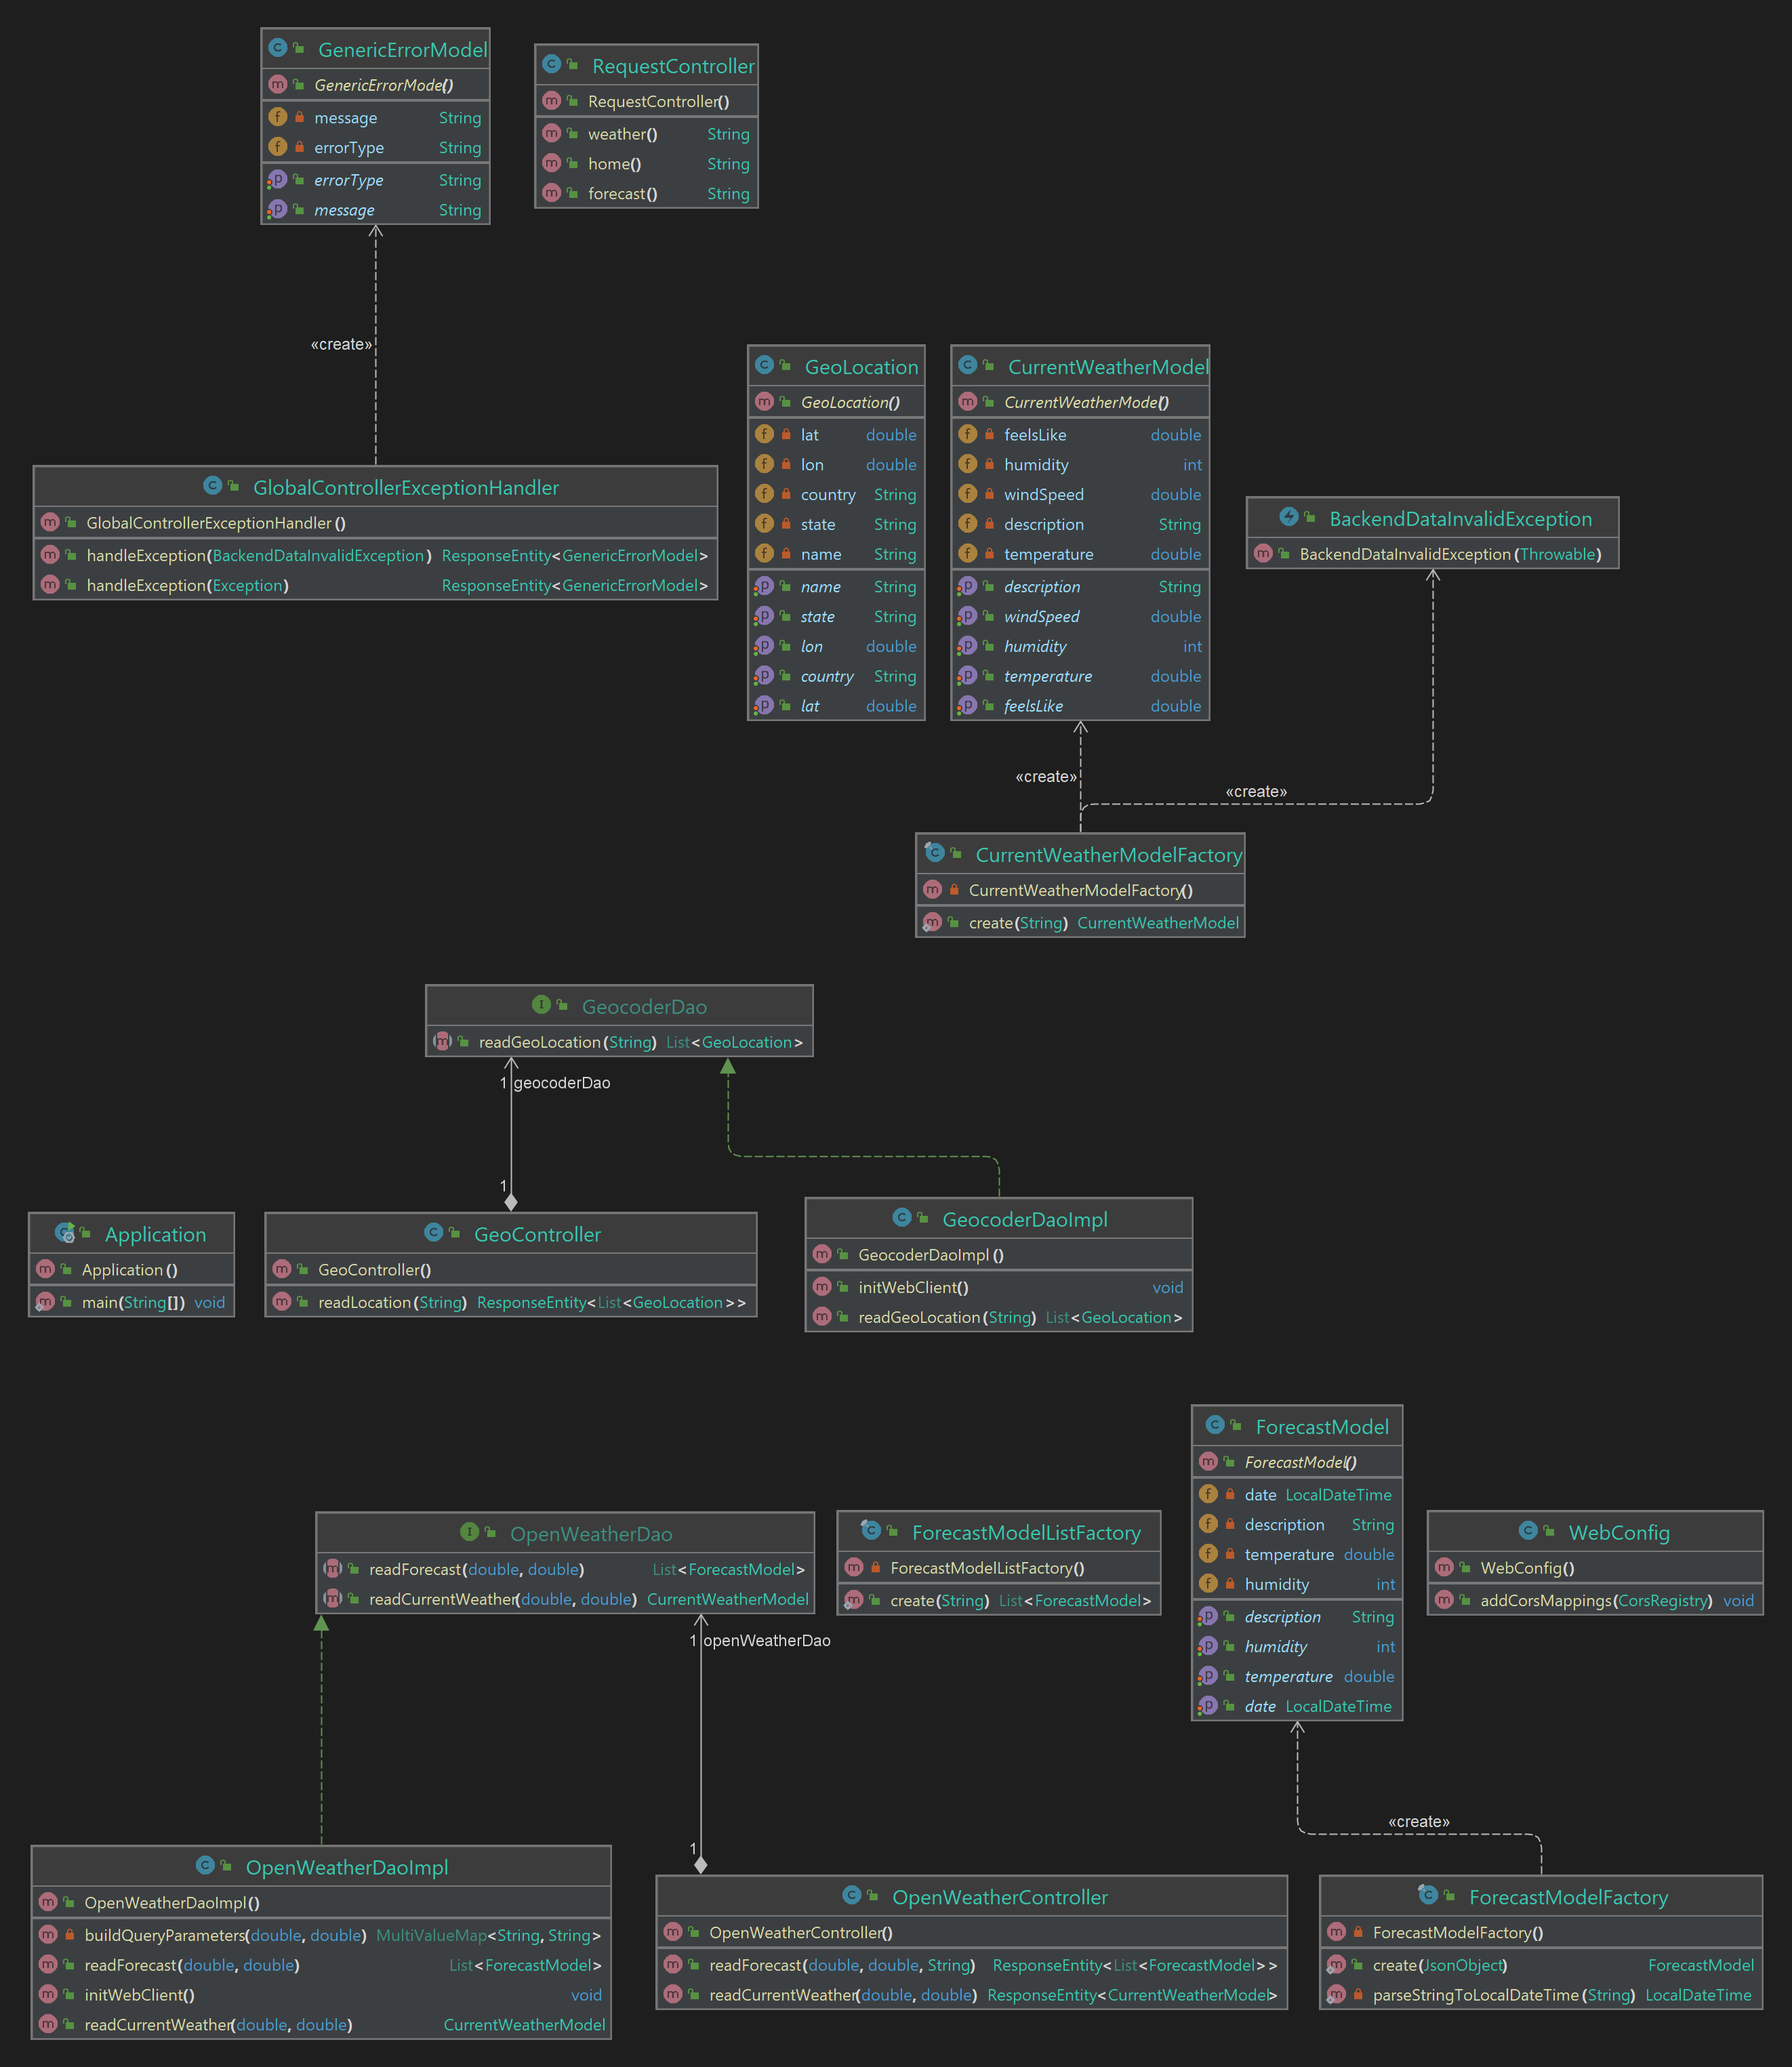 GenericErrorModel
GenericErrorMode()
message String
errorType String
errorType String
message String
RequestController
RequestController()
weather() String
home() String
forecast() String
«create»
GeoLocation
GeoLocation()
lat double
lon double
country String
state String
name String
name String
state String
lon double
country String
lat double
CurrentWeatherModel
CurrentWeatherMode()
feelsLike double
humidity int
windSpeed double
description String
temperature double
description String
windSpeed double
humidity int
temperature double
feelsLike double
GlobalControllerExceptionHandler
GlobalControllerExceptionHandler()
handleException(BackendDataInvalidException) ResponseEntity<GenericErrorModel>
handleException(Exception) ResponseEntity<GenericErrorModel>
BackendDataInvalidException
BackendDataInvalidException(Throwable)
«create»
«create»
CurrentWeatherModelFactory
CurrentWeatherModelFactory()
create(String) CurrentWeatherModel
GeocoderDao
readGeoLocation(String) List<GeoLocation>
1 geocoderDao
1
Application
Application()
main(String[]) void
GeoController
GeoController()
readLocation(String) ResponseEntity<List<GeoLocation>>
GeocoderDaoImpl
GeocoderDaoImpl()
initWebClient() void
readGeoLocation(String) List<GeoLocation>
ForecastModel
ForecastModel()
date LocalDateTime
description String
temperature double
humidity int
description String
humidity int
temperature double
date LocalDateTime
OpenWeatherDao
readForecast(double, double) List<ForecastModel>
readCurrentWeather(double, double) CurrentWeatherModel
ForecastModelListFactory
ForecastModelListFactory()
create(String) List<ForecastModel>
WebConfig
WebConfig()
addCorsMappings(CorsRegistry) void
1 openWeatherDao
1
«create»
OpenWeatherDaoImpl
OpenWeatherDaoImpl()
buildQueryParameters(double, double) MultiValueMap<String, String>
readForecast(double, double) List<ForecastModel>
initWebClient() void
readCurrentWeather(double, double) CurrentWeatherModel
OpenWeatherController
OpenWeatherController()
readForecast(double, double, String) ResponseEntity<List<ForecastModel>>
readCurrentWeather(double, double) ResponseEntity<CurrentWeatherModel>
ForecastModelFactory
ForecastModelFactory()
create(JsonObject) ForecastModel
parseStringToLocalDateTime(String) LocalDateTime